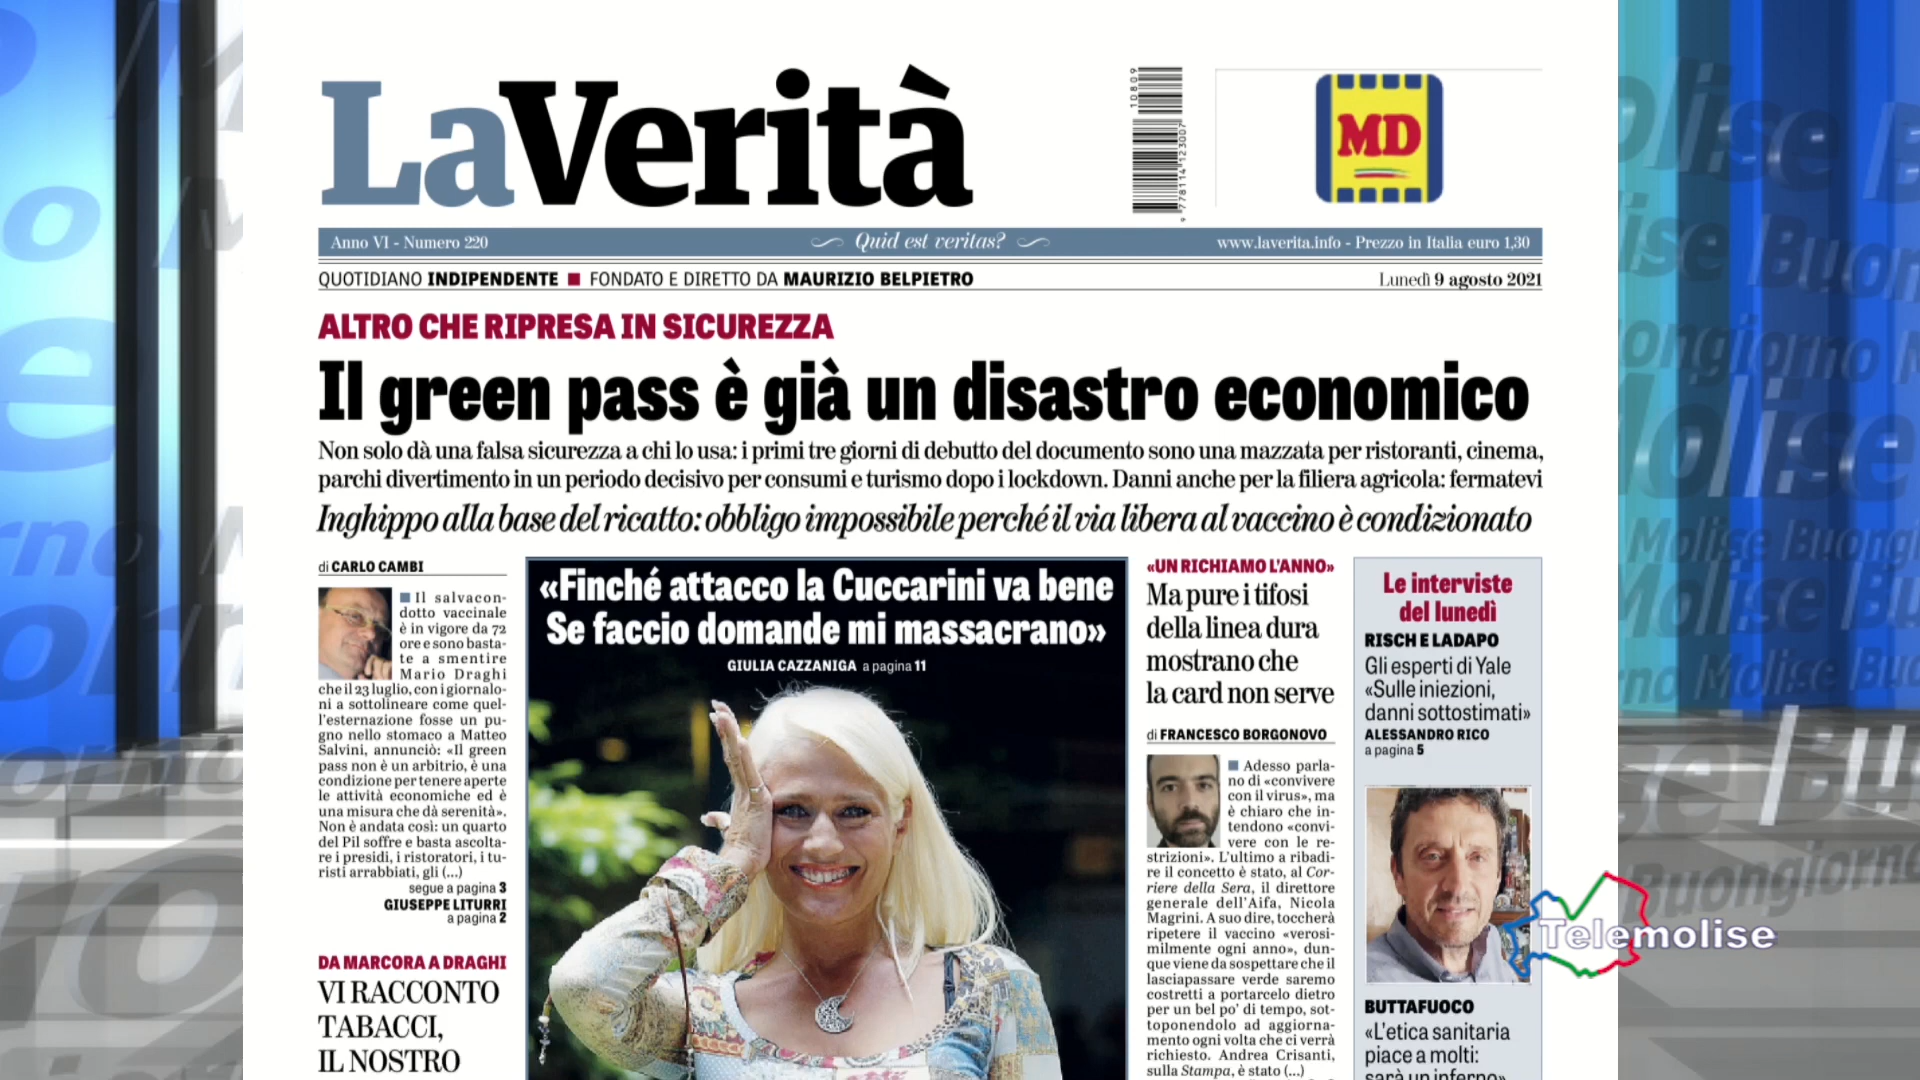 LaVerità
10809
9 778114 123007
MD
Anno VI - Numero 220
Quid est veritas?
www.laverita.info - Prezzo in Italia euro 1,30
QUOTIDIANO INDIPENDENTE ■ FONDATO E DIRETTO DA MAURIZIO BELPIETRO
Lunedì 9 agosto 2021
ALTRO CHE RIPRESA IN SICUREZZA
Il green pass è già un disastro economico
Non solo dà una falsa sicurezza a chi lo usa: i primi tre giorni di debutto del documento sono una mazzata per ristoranti, cinema,
parchi divertimento in un periodo decisivo per consumi e turismo dopo i lockdown. Danni anche per la filiera agricola: fermatevi
Inghippo alla base del ricatto: obbligo impossibile perché il via libera al vaccino è condizionato
di CARLO CAMBI
■ Il salvacon-
dotto vaccinale
è in vigore da 72
ore e sono basta-
te a smentire
Mario Draghi
che il 23 luglio, con i giornalo-
ni a sottolineare come quel-
l'esternazione fosse un pu-
gno nello stomaco a Matteo
Salvini, annunciò: «Il green
pass non è un arbitrio, è una
condizione per tenere aperte
le attività economiche ed è
una misura che dà serenità».
Non è andata così: un quarto
del Pil soffre e basta ascolta-
re i presidi, i ristoratori, i tu-
risti arrabbiati, gli (...)
segue a pagina 3
GIUSEPPE LITURRI
a pagina 2
DA MARCORA A DRAGHI
VI RACCONTO
TABACCI,
IL NOSTRO
«Finché attacco la Cuccarini va bene
Se faccio domande mi massacrano»
GIULIA CAZZANIGA a pagina 11
«UN RICHIAMO L'ANNO»
Ma pure i tifosi
della linea dura
mostrano che
la card non serve
di FRANCESCO BORGONOVO
■ Adesso parla-
no di «convivere
con il virus», ma
è chiaro che in-
tendono «convi-
vere con le re-
strizioni». L'ultimo a ribadi-
re il concetto è stato, al Cor-
riere della Sera, il direttore
generale dell'Aifa, Nicola
Magrini. A suo dire, toccherà
ripetere il vaccino «verosi-
milmente ogni anno», dun-
que viene da sospettare che il
lasciapassare verde saremo
costretti a portarcelo dietro
per un bel po' di tempo, sot-
toponendolo ad aggiorna-
mento ogni volta che ci verrà
richiesto. Andrea Crisanti,
sulla Stampa, è stato (...)
Le interviste
del lunedì
RISCH E LADAPO
Gli esperti di Yale
«Sulle iniezioni,
danni sottostimati»
ALESSANDRO RICO
a pagina 5
BUTTAFUOCO
«L'etica sanitaria
piace a molti:
sarà un inferno»
Telemolise
Buongiorno
Molise